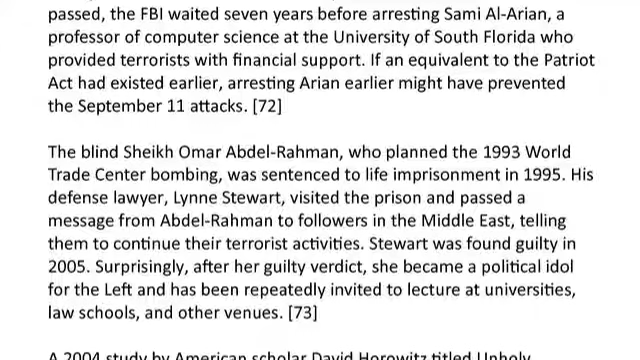 passed, the FBI waited seven years before arresting Sami Al-Arian, a
professor of computer science at the University of South Florida who
provided terrorists with financial support. If an equivalent to the Patriot
Act had existed earlier, arresting Arian earlier might have prevented
the September 11 attacks. [72]
The blind Sheikh Omar Abdel-Rahman, who planned the 1993 World
Trade Center bombing, was sentenced to life imprisonment in 1995. His
defense lawyer, Lynne Stewart, visited the prison and passed a
message from Abdel-Rahman to followers in the Middle East, telling
them to continue their terrorist activities. Stewart was found guilty in
2005. Surprisingly, after her guilty verdict, she became a political idol
for the Left and has been repeatedly invited to lecture at universities,
law schools, and other venues. [73]
A 2004 study by American scholar David Horowitz titled Unholy